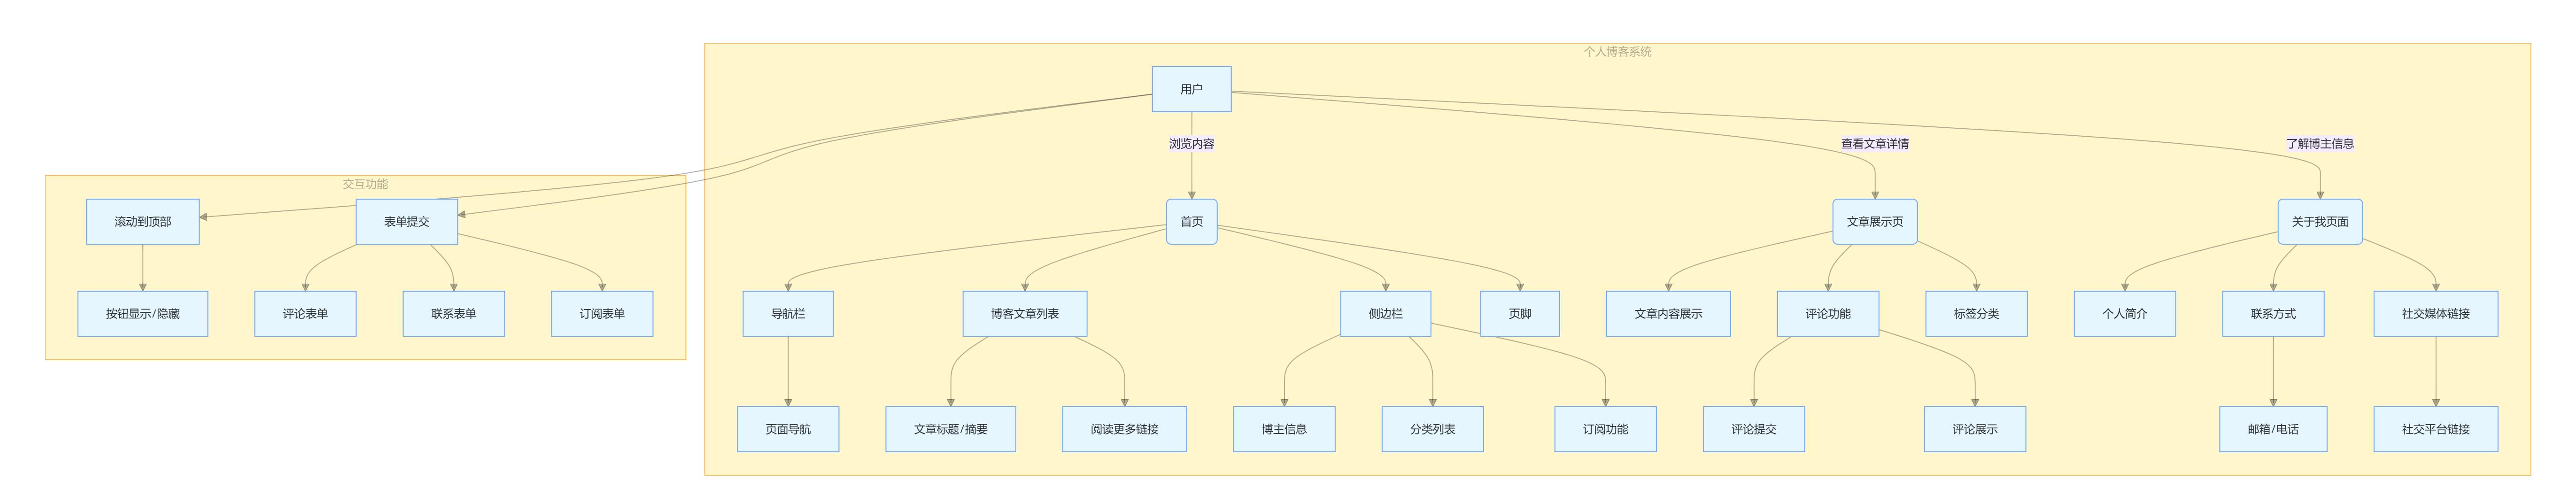 个人博客系统
用户
浏览内容
查看文章详情
了解博主信息
交互功能
滚动到顶部
表单提交
首页
文章展示页
关于我页面
按钮显示/隐藏
评论表单
联系表单
订阅表单
导航栏
博客文章列表
侧边栏
页脚
文章内容展示
评论功能
标签分类
个人简介
联系方式
社交媒体链接
页面导航
文章标题/摘要
阅读更多链接
博主信息
分类列表
订阅功能
评论提交
评论展示
邮箱/电话
社交平台链接